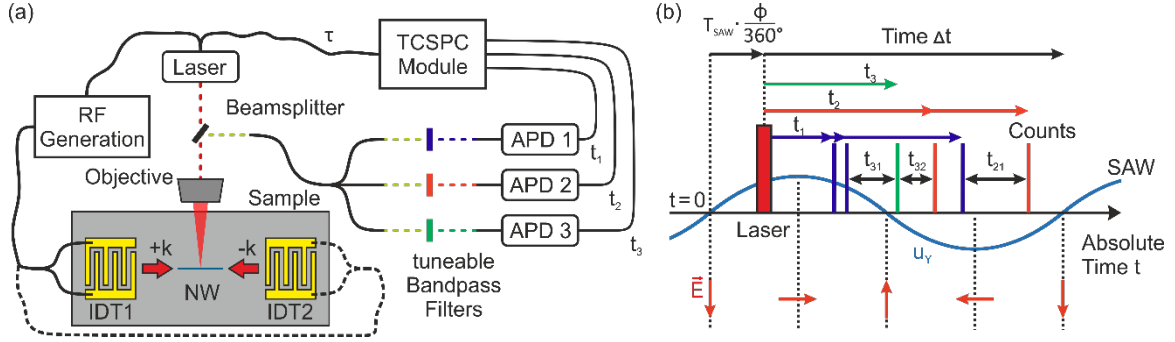 (a)
τ
TCSPC
Module
Laser
RF
Generation
Beamsplitter
APD 1
t1
Objective
APD 2
t2
Sample
APD 3
t3
+k
-k
tuneable
Bandpass
Filters
NW
IDT1
IDT2
(b)
TSAW · ϕ/360°
Time Δt
t3
t2
Counts
t1
t31
t32
t21
SAW
t = 0
Laser
uY
Absolute
Time t
E